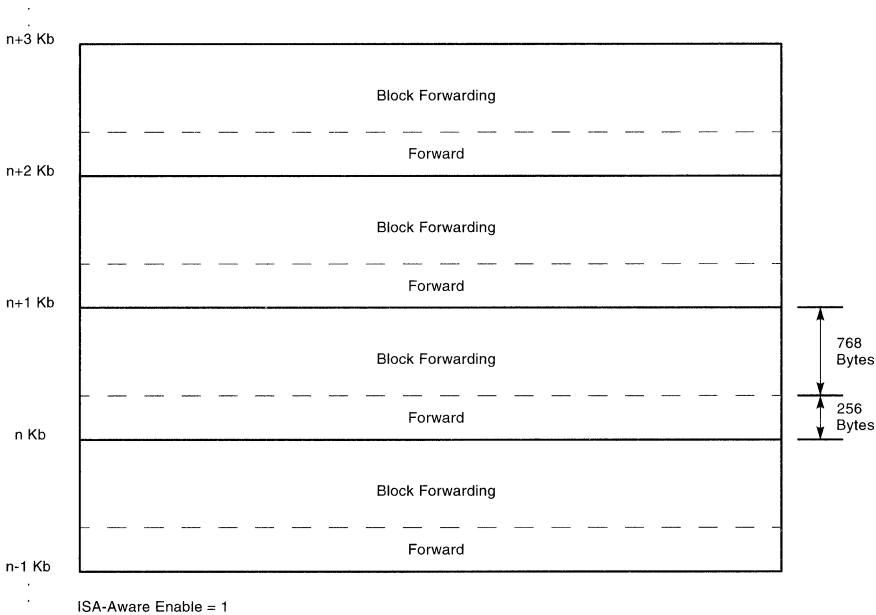 n+3 Kb
Block Forwarding
Forward
n+2 Kb
Block Forwarding
Forward
n+1 Kb
Block Forwarding
768
Bytes
Forward
256
Bytes
n Kb
Block Forwarding
Forward
n-1 Kb
ISA-Aware Enable = 1